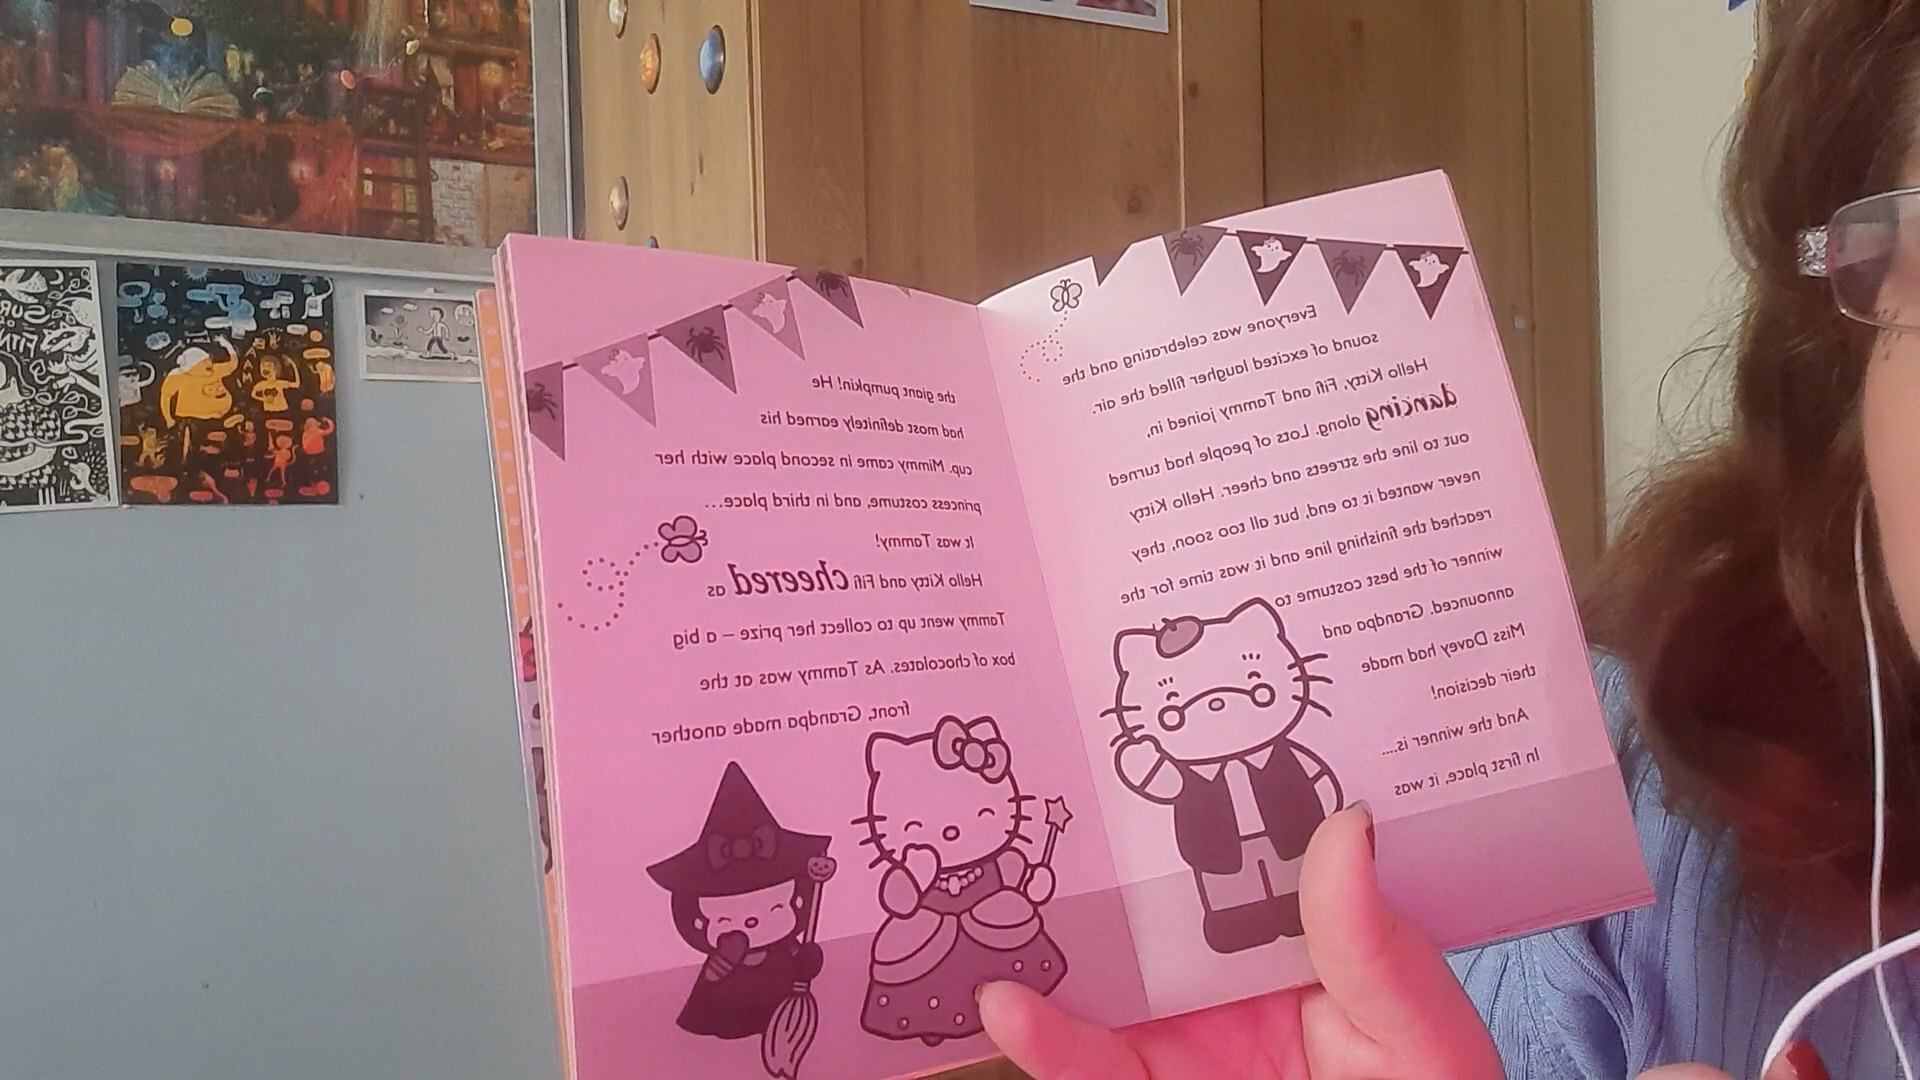 Everyone was celebrating and the
sound of excited laugher filled the air.
Hello Kitty, Fifi and Tammy joined in,
dancing along. Lots of people had turned
out to line the streets and cheer. Hello Kitty
never wanted it to end, but all too soon, they
reached the finishing line and it was time for the
winner of the best costume to
announced. Grandpa and
Miss Davey had made
their decision!
And the winner is....
In first place, it was
the giant pumpkin! He
had most definitely earned his
cup. Mimmy came in second place with her
princess costume, and in third place...
It was Tammy!
Hello Kitty and Fifi cheered as
Tammy went up to collect her prize – a big
box of chocolates. As Tammy was at the
front, Grandpa made another